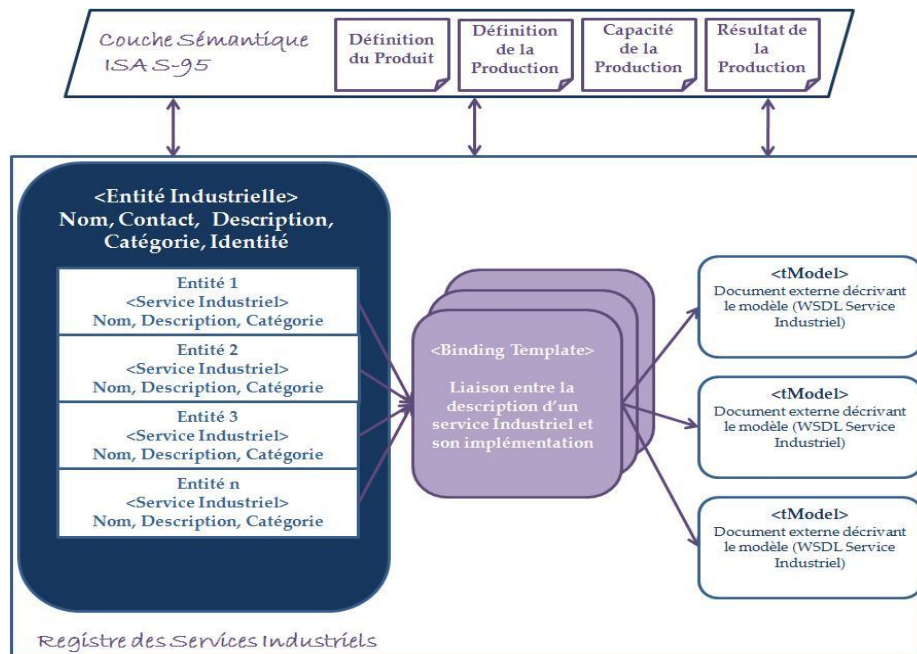 Couche Sémantique
ISA S-95
Définition
du Produit
Définition
de la
Production
Capacité
de la
Production
Résultat de
la
Production
<Entité Industrielle>
Nom, Contact, Description,
Catégorie, Identité
Entité 1
<Service Industriel>
Nom, Description, Catégorie
Entité 2
<Service Industriel>
Nom, Description, Catégorie
Entité 3
<Service Industriel>
Nom, Description, Catégorie
Entité n
<Service Industriel>
Nom, Description, Catégorie
<Binding Template>
Liaison entre la
description d'un
service Industriel et
son implémentation
<tModel>
Document externe décrivant
le modèle (WSDL Service
Industriel)
<tModel>
Document externe décrivant
le modèle (WSDL Service
Industriel)
<tModel>
Document externe décrivant
le modèle (WSDL Service
Industriel)
Registre des Services Industriels